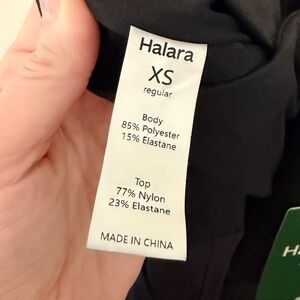 Halara
XS
regular
Body
85% Polyester
15% Elastane
Top
77% Nylon
23% Elastane
MADE IN CHINA